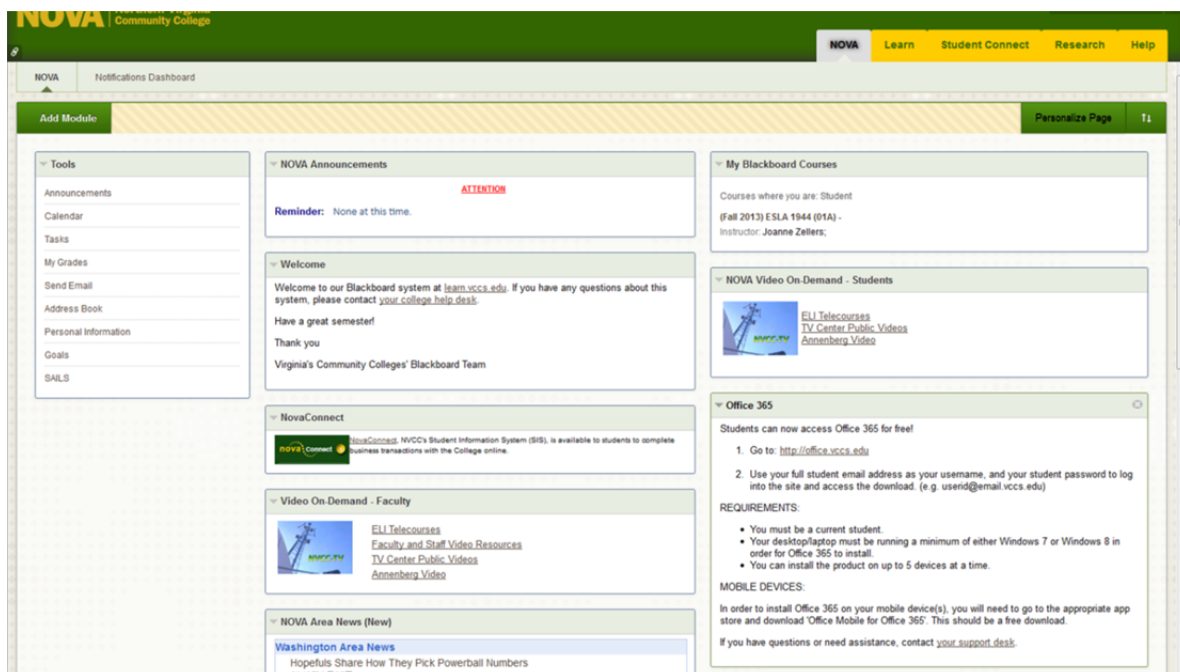 NOVA
Community College
NOVA Learn Student Connect Research Help
NOVA Notifications Dashboard
Add Module
Personalize Page
Tools
Announcements
Calendar
Tasks
My Grades
Send Email
Address Book
Personal Information
Goals
SAILS
NOVA Announcements
ATTENTION
Reminder: None at this time.
Welcome
Welcome to our Blackboard system at learn.vccs.edu. If you have any questions about this
system, please contact your college help desk.
Have a great semester!
Thank you
Virginia's Community Colleges' Blackboard Team
NovaConnect
nova connect
NovaConnect, NVCC's Student Information System (SIS), is available to students to complete
business transactions with the College online.
Video On-Demand - Faculty
NVCC-TV
ELI Telecourses
Faculty and Staff Video Resources
TV Center Public Videos
Annenberg Video
NOVA Area News (New)
Washington Area News
Hopefuls Share How They Pick Powerball Numbers
My Blackboard Courses
Courses where you are: Student
(Fall 2013) ESLA 1944 (01A) -
Instructor: Joanne Zellers;
NOVA Video On-Demand - Students
NVCC-TV
ELI Telecourses
TV Center Public Videos
Annenberg Video
Office 365
Students can now access Office 365 for free!
1. Go to: http://office.vccs.edu
2. Use your full student email address as your username, and your student password to log
into the site and access the download. (e.g. userid@email.vccs.edu)
REQUIREMENTS:
• You must be a current student.
• Your desktop/laptop must be running a minimum of either Windows 7 or Windows 8 in
order for Office 365 to install.
• You can install the product on up to 5 devices at a time.
MOBILE DEVICES:
In order to install Office 365 on your mobile device(s), you will need to go to the appropriate app
store and download 'Office Mobile for Office 365'. This should be a free download.
If you have questions or need assistance, contact your support desk.